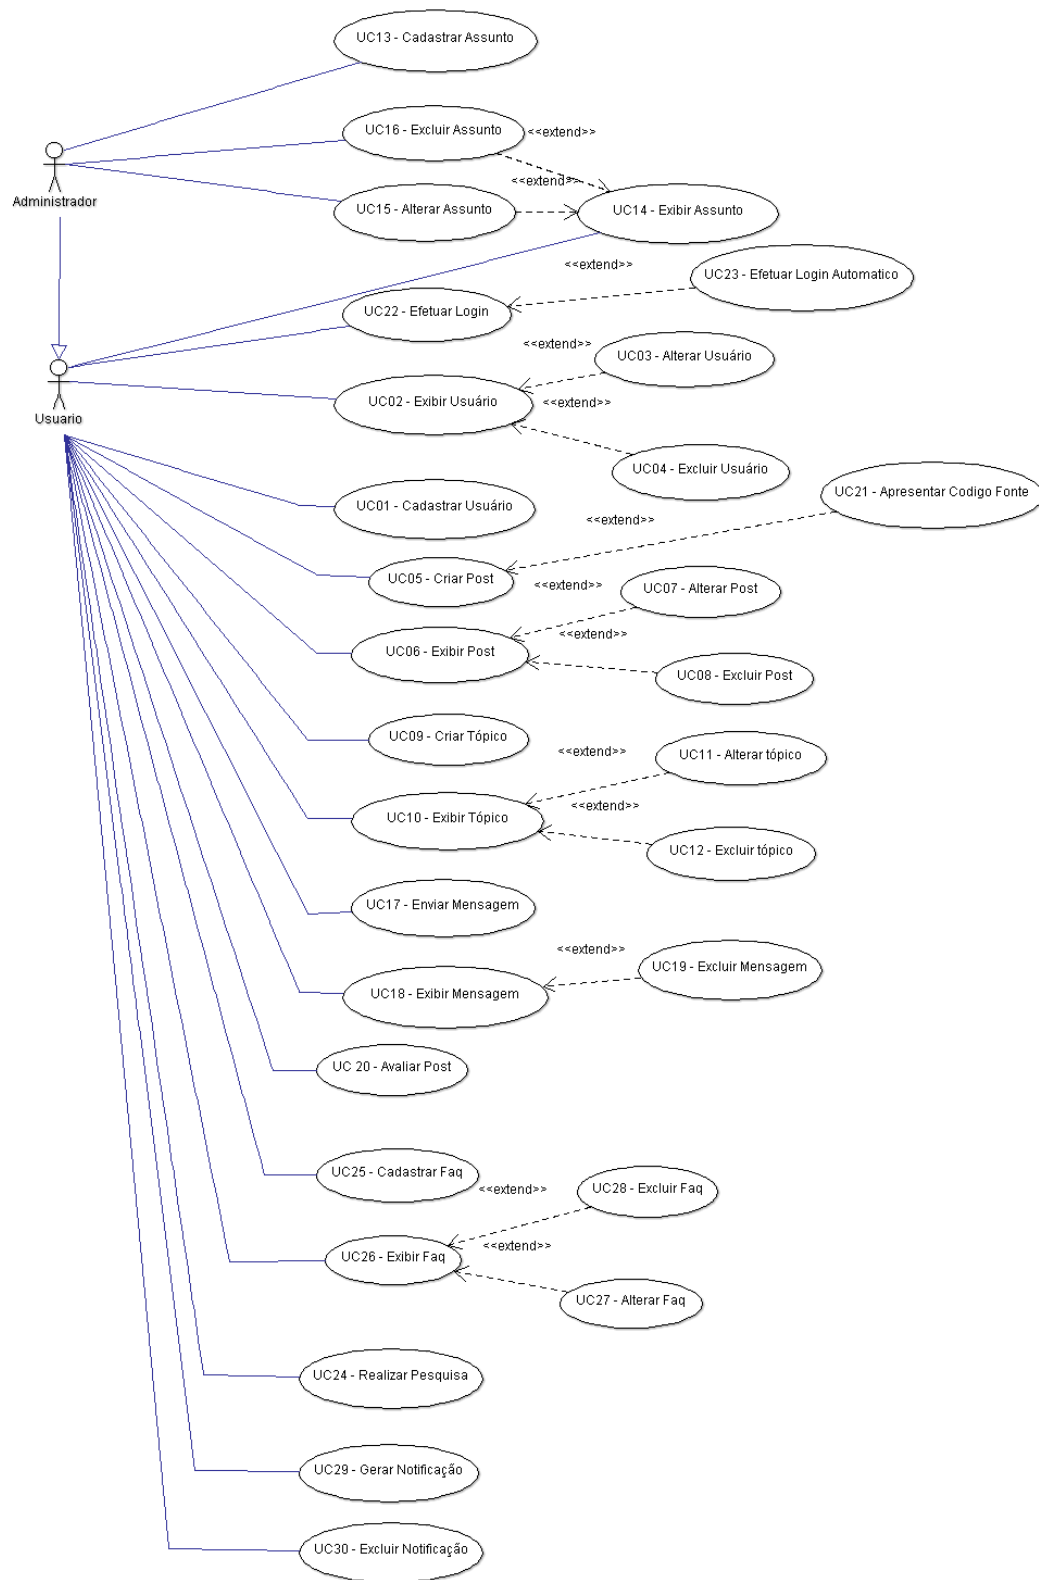 UC13 - Cadastrar Assunto
UC16 - Excluir Assunto
<<extend>>
<<extend>>
Administrador
UC15 - Alterar Assunto
UC14 - Exibir Assunto
<<extend>>
UC23 - Efetuar Login Automatico
UC22 - Efetuar Login
<<extend>>
UC03 - Alterar Usuário
Usuario
UC02 - Exibir Usuário
<<extend>>
UC04 - Excluir Usuário
UC21 - Apresentar Codigo Fonte
UC01 - Cadastrar Usuário
<<extend>>
UC05 - Criar Post
<<extend>>
UC07 - Alterar Post
<<extend>>
UC06 - Exibir Post
UC08 - Excluir Post
UC09 - Criar Tópico
<<extend>>
UC11 - Alterar tópico
<<extend>>
UC10 - Exibir Tópico
UC12 - Excluir tópico
UC17 - Enviar Mensagem
<<extend>>
UC19 - Excluir Mensagem
UC18 - Exibir Mensagem
UC 20 - Avaliar Post
UC25 - Cadastrar Faq
<<extend>>
UC28 - Excluir Faq
<<extend>>
UC26 - Exibir Faq
UC27 - Alterar Faq
UC24 - Realizar Pesquisa
UC29 - Gerar Notificação
UC30 - Excluir Notificação